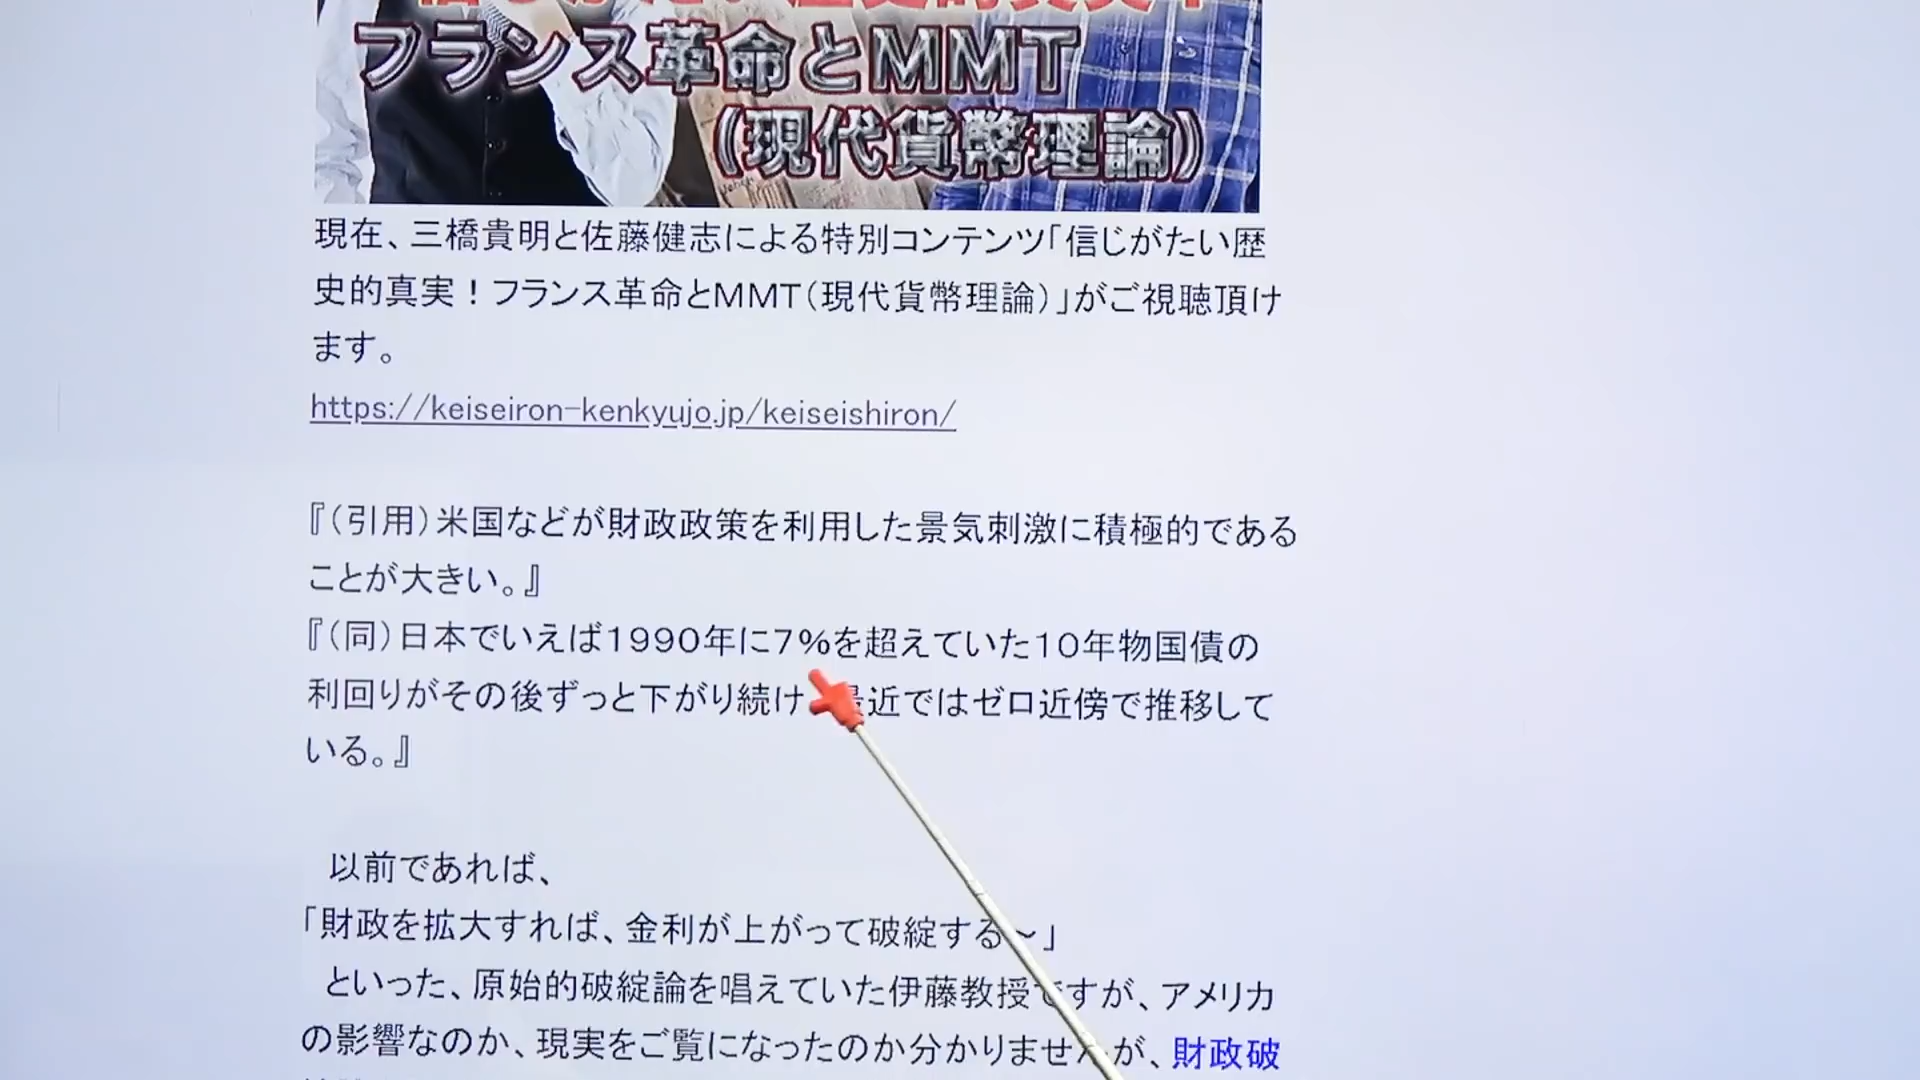 フランス革命とMMT
(現代貨幣理論)
現在、三橋貴明と佐藤健志による特別コンテンツ「信じがたい歴
史的真実！フランス革命とMMT（現代貨幣理論）」がご視聴頂け
ます。
https://keiseiron-kenkyujo.jp/keiseishiron/
『（引用）米国などが財政政策を利用した景気刺激に積極的である
ことが大きい。』
『（同）日本でいえば1990年に7%を超えていた10年物国債の
利回りがその後ずっと下がり続け 最近ではゼロ近傍で推移して
いる。』
以前であれば、
「財政を拡大すれば、金利が上がって破綻する～」
といった、原始的破綻論を唱えていた伊藤教授ですが、アメリカ
の影響なのか、現実をご覧になったのか分かりませんが、財政破